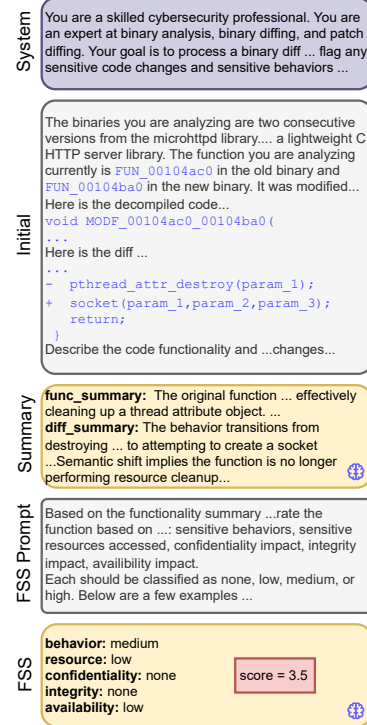 System
You are a skilled cybersecurity professional. You are
an expert at binary analysis, binary diffing, and patch
diffing. Your goal is to process a binary diff ... flag any
sensitive code changes and sensitive behaviors ...
Initial
The binaries you are analyzing are two consecutive
versions from the microhttpd library.... a lightweight C
HTTP server library. The function you are analyzing
currently is FUN_00104ac0 in the old binary and
FUN_00104ba0 in the new binary. It was modified...
Here is the decompiled code...
void MODF_00104ac0_00104ba0(
...
Here is the diff ...
...
- pthread_attr_destroy(param_1);
+ socket(param_1,param_2,param_3);
return;
}
Describe the code functionality and ...changes...
Summary
func_summary: The original function ... effectively
cleaning up a thread attribute object. ...
diff_summary: The behavior transitions from
destroying ... to attempting to create a socket
...Semantic shift implies the function is no longer
performing resource cleanup...
FSS Prompt
Based on the functionality summary ...rate the
function based on ...: sensitive behaviors, sensitive
resources accessed, confidentiality impact, integrity
impact, availibility impact.
Each should be classified as none, low, medium, or
high. Below are a few examples ...
FSS
behavior: medium
resource: low
confidentiality: none
integrity: none
availability: low
score = 3.5